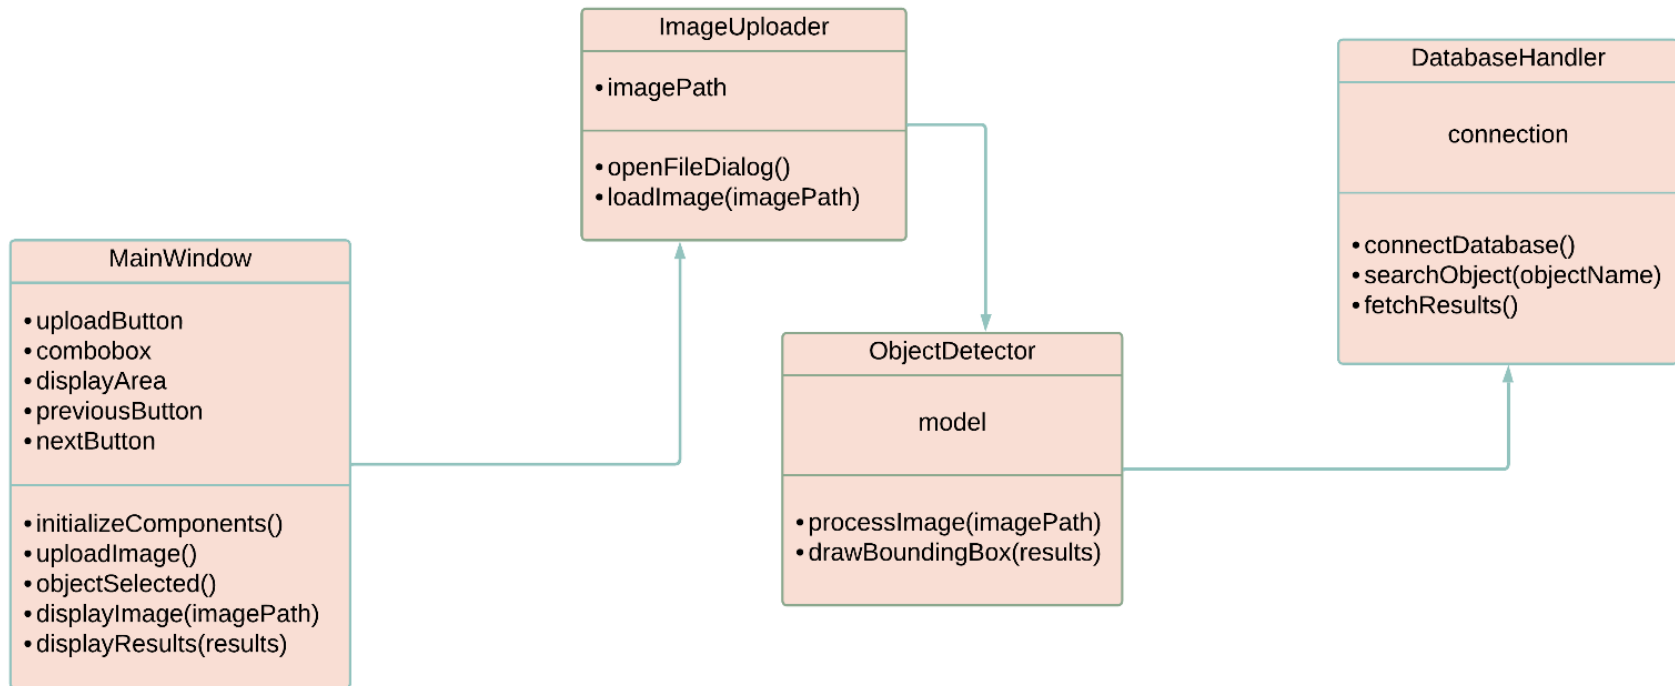 ImageUploader
• imagePath
• openFileDialog()
• loadImage(imagePath)
DatabaseHandler
connection
• connectDatabase()
• searchObject(objectName)
• fetchResults()
MainWindow
• uploadButton
• combobox
• displayArea
• previousButton
• nextButton
• initializeComponents()
• uploadImage()
• objectSelected()
• displayImage(imagePath)
• displayResults(results)
ObjectDetector
model
• processImage(imagePath)
• drawBoundingBox(results)